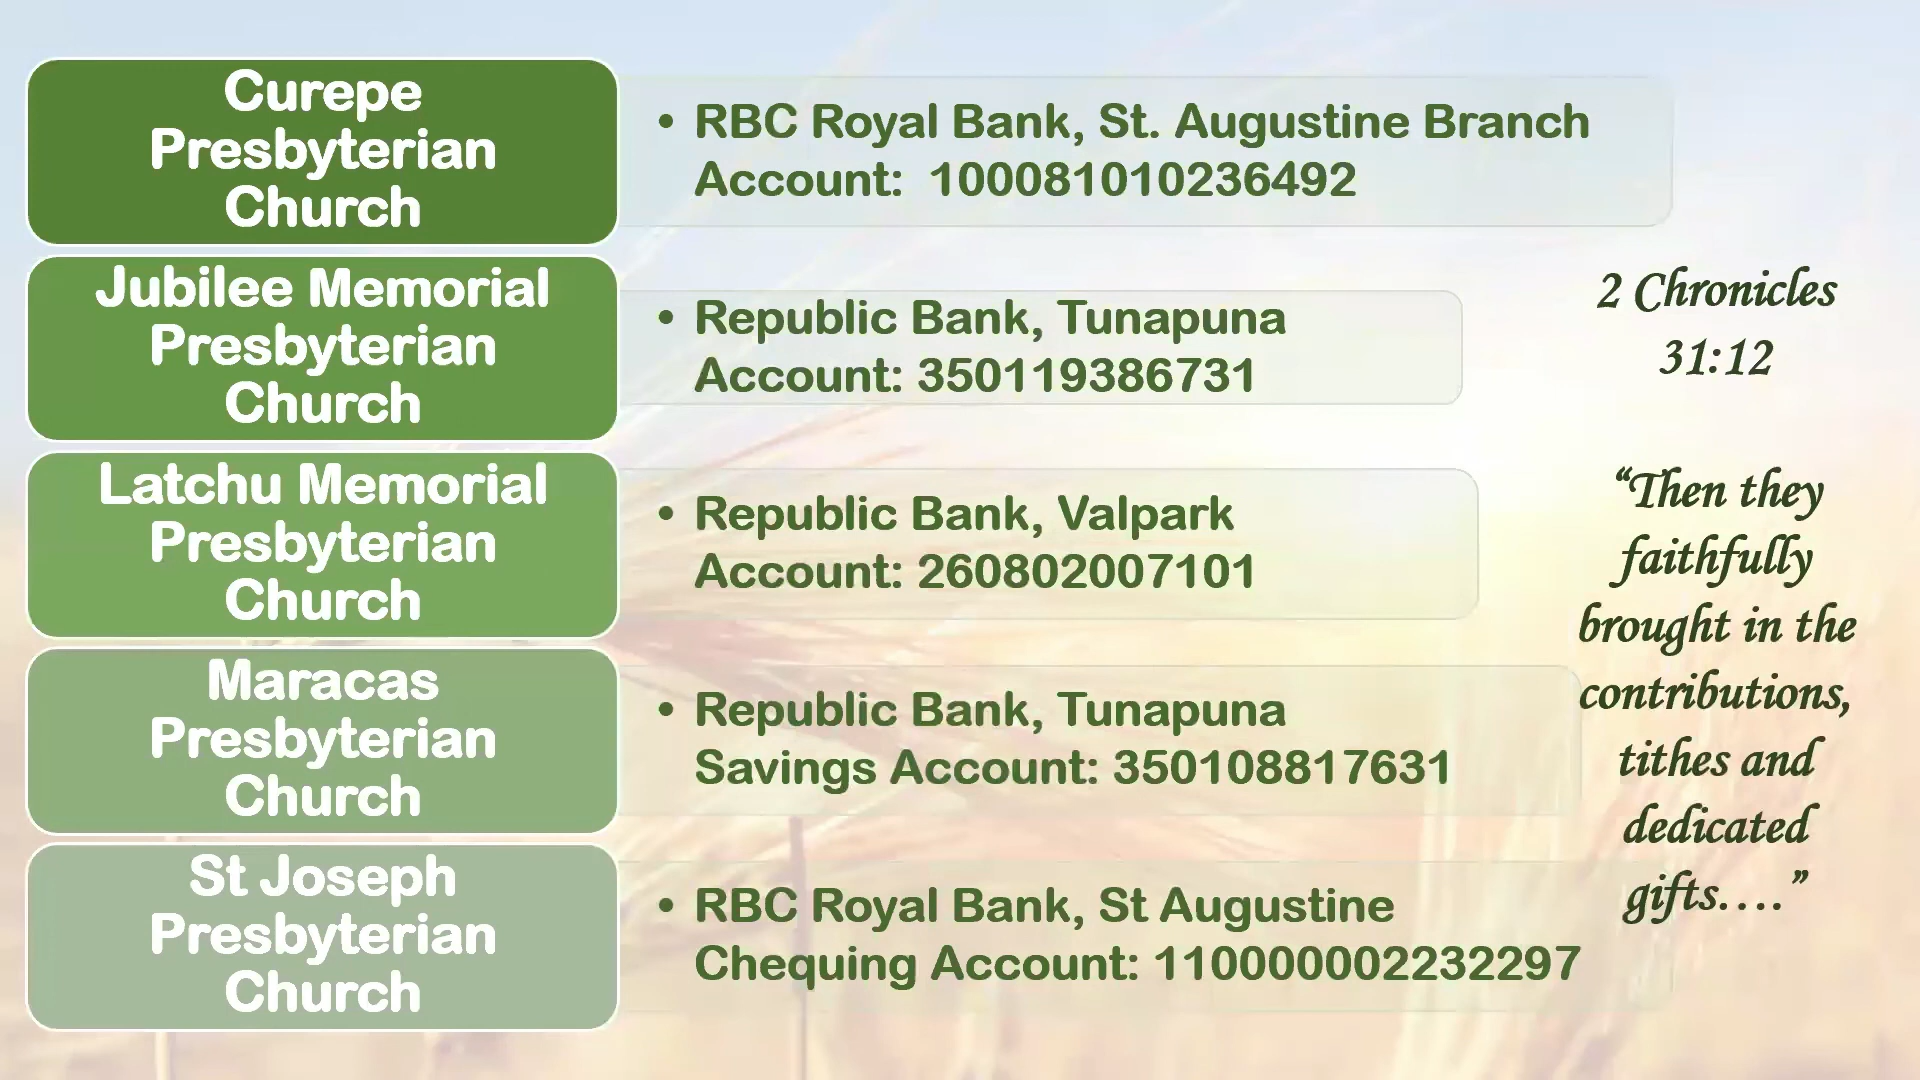 Curepe
Presbyterian
Church
• RBC Royal Bank, St. Augustine Branch
Account:  100081010236492
Jubilee Memorial
Presbyterian
Church
• Republic Bank, Tunapuna
Account: 350119386731
Latchu Memorial
Presbyterian
Church
• Republic Bank, Valpark
Account: 260802007101
Maracas
Presbyterian
Church
• Republic Bank, Tunapuna
Savings Account: 350108817631
St Joseph
Presbyterian
Church
• RBC Royal Bank, St Augustine
Chequing Account: 110000002232297
2 Chronicles
31:12
“Then they
faithfully
brought in the
contributions,
tithes and
dedicated
gifts….”